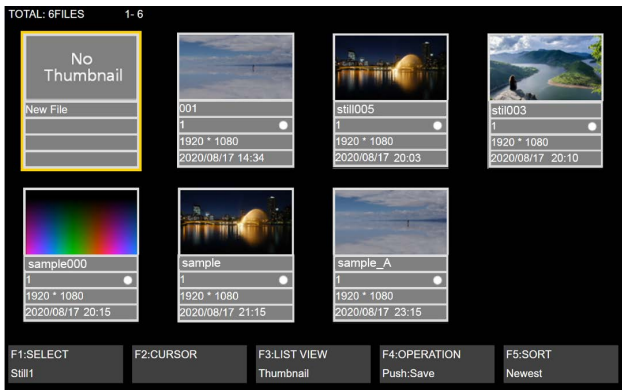 TOTAL: 6FILES 1- 6
No
Thumbnail
New File
001
1
1920 * 1080
2020/08/17 14:34
still005
1
1920 * 1080
2020/08/17 20:03
stil003
1
1920 * 1080
2020/08/17 20:10
sample000
1
1920 * 1080
2020/08/17 20:15
sample
1
1920 * 1080
2020/08/17 21:15
sample_A
1
1920 * 1080
2020/08/17 23:15
F1:SELECT
Still1
F2:CURSOR
F3:LIST VIEW
Thumbnail
F4:OPERATION
Push:Save
F5:SORT
Newest